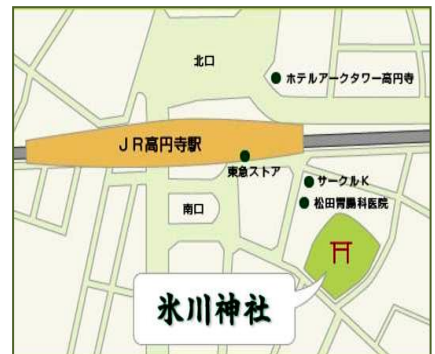 北口
ホテルアークタワー高円寺
JR高円寺駅
東急ストア
サークルK
南口
松田胃腸科医院
氷川神社